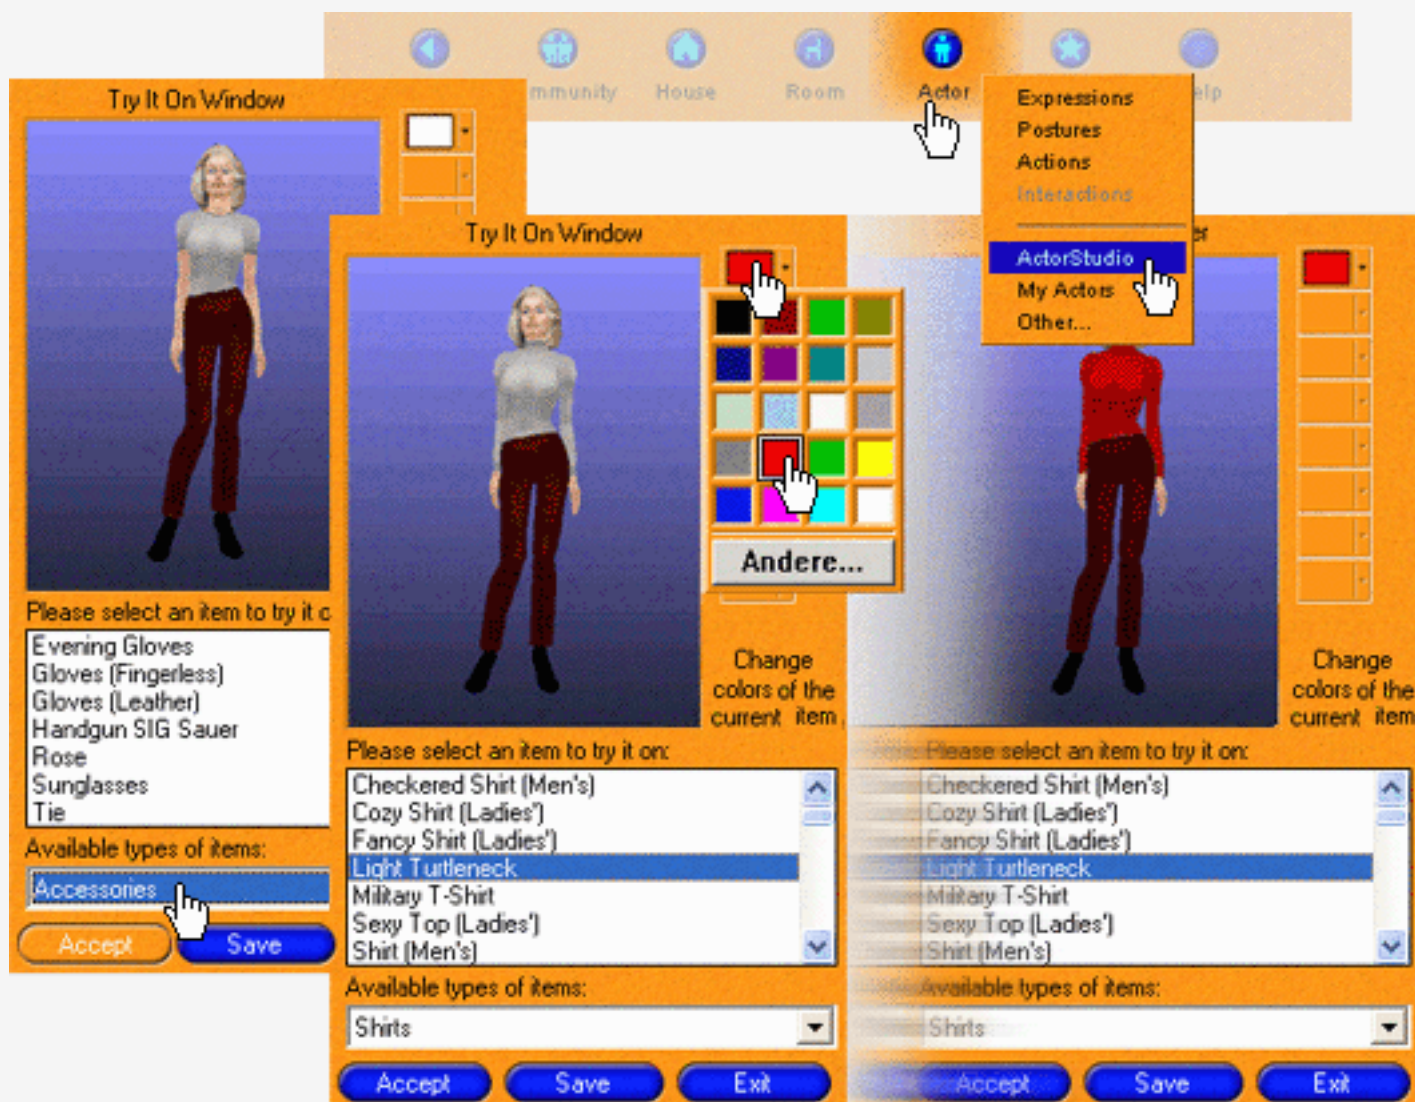 mmunity
House
Room
Actor
elp
Expressions
Postures
Actions
Interactions
ActorStudio
My Actors
Other...
Try It On Window
Please select an item to try it o
Evening Gloves
Gloves (Fingerless)
Gloves (Leather)
Handgun SIG Sauer
Rose
Sunglasses
Tie
Available types of items:
Accessories
Accept
Save
Try It On Window
Andere...
Change
colors of the
current item
Please select an item to try it on:
Checkered Shirt (Men's)
Cozy Shirt (Ladies')
Fancy Shirt (Ladies')
Light Turtleneck
Military T-Shirt
Sexy Top (Ladies')
Shirt (Men's)
Available types of items:
Shirts
Accept
Save
Exit
er
Change
colors of the
current item
Please select an item to try it on:
Checkered Shirt (Men's)
Cozy Shirt (Ladies')
Fancy Shirt (Ladies')
Light Turtleneck
Military T-Shirt
Sexy Top (Ladies')
Shirt (Men's)
Available types of items:
Shirts
Accept
Save
Exit